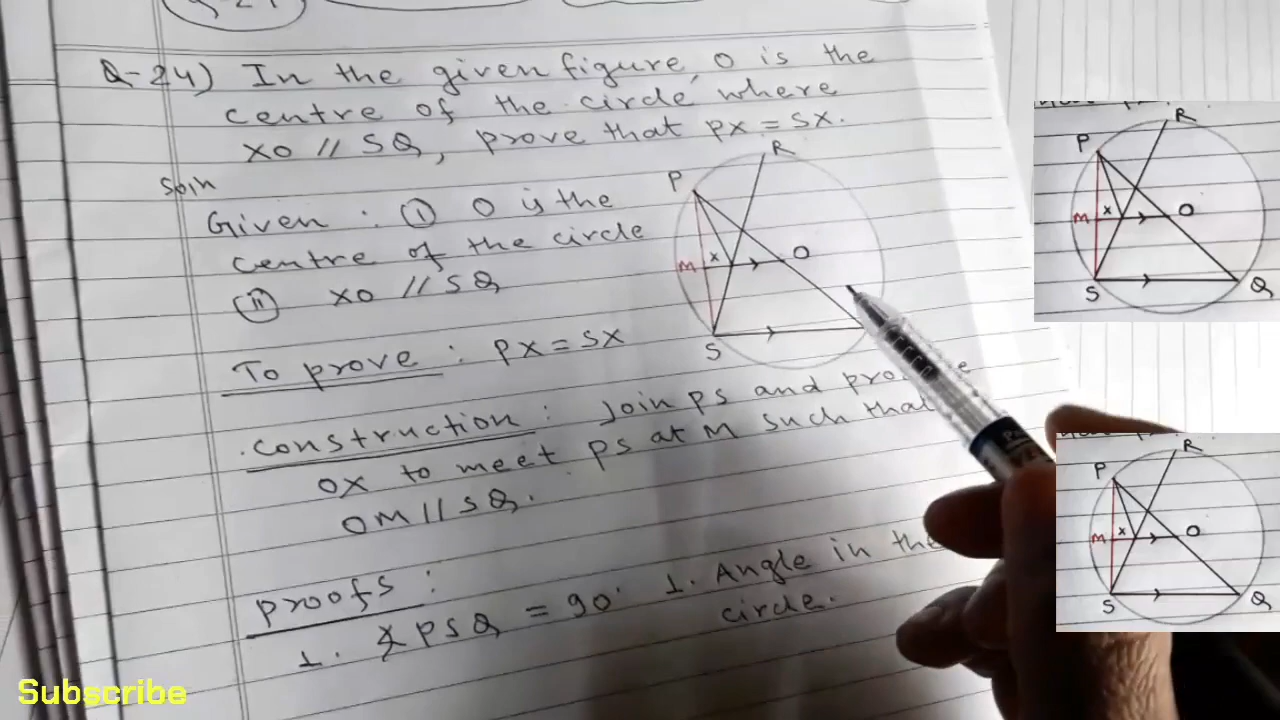 Q-24) In the given figure, O is the
centre of the circle where
XO // SQ, prove that PX = SX.
Soln
Given : (i) O is the
centre of the circle
(ii) XO // SQ
To prove : PX = SX
Construction : Join PS and
OX to meet PS at M such that
OM // SQ.
Proofs :
1. ∠PSQ = 90° 1. Angle in the
circle.
P R
M X O
S
P R
M X O
S Q
P R
M X O
S Q
Subscribe